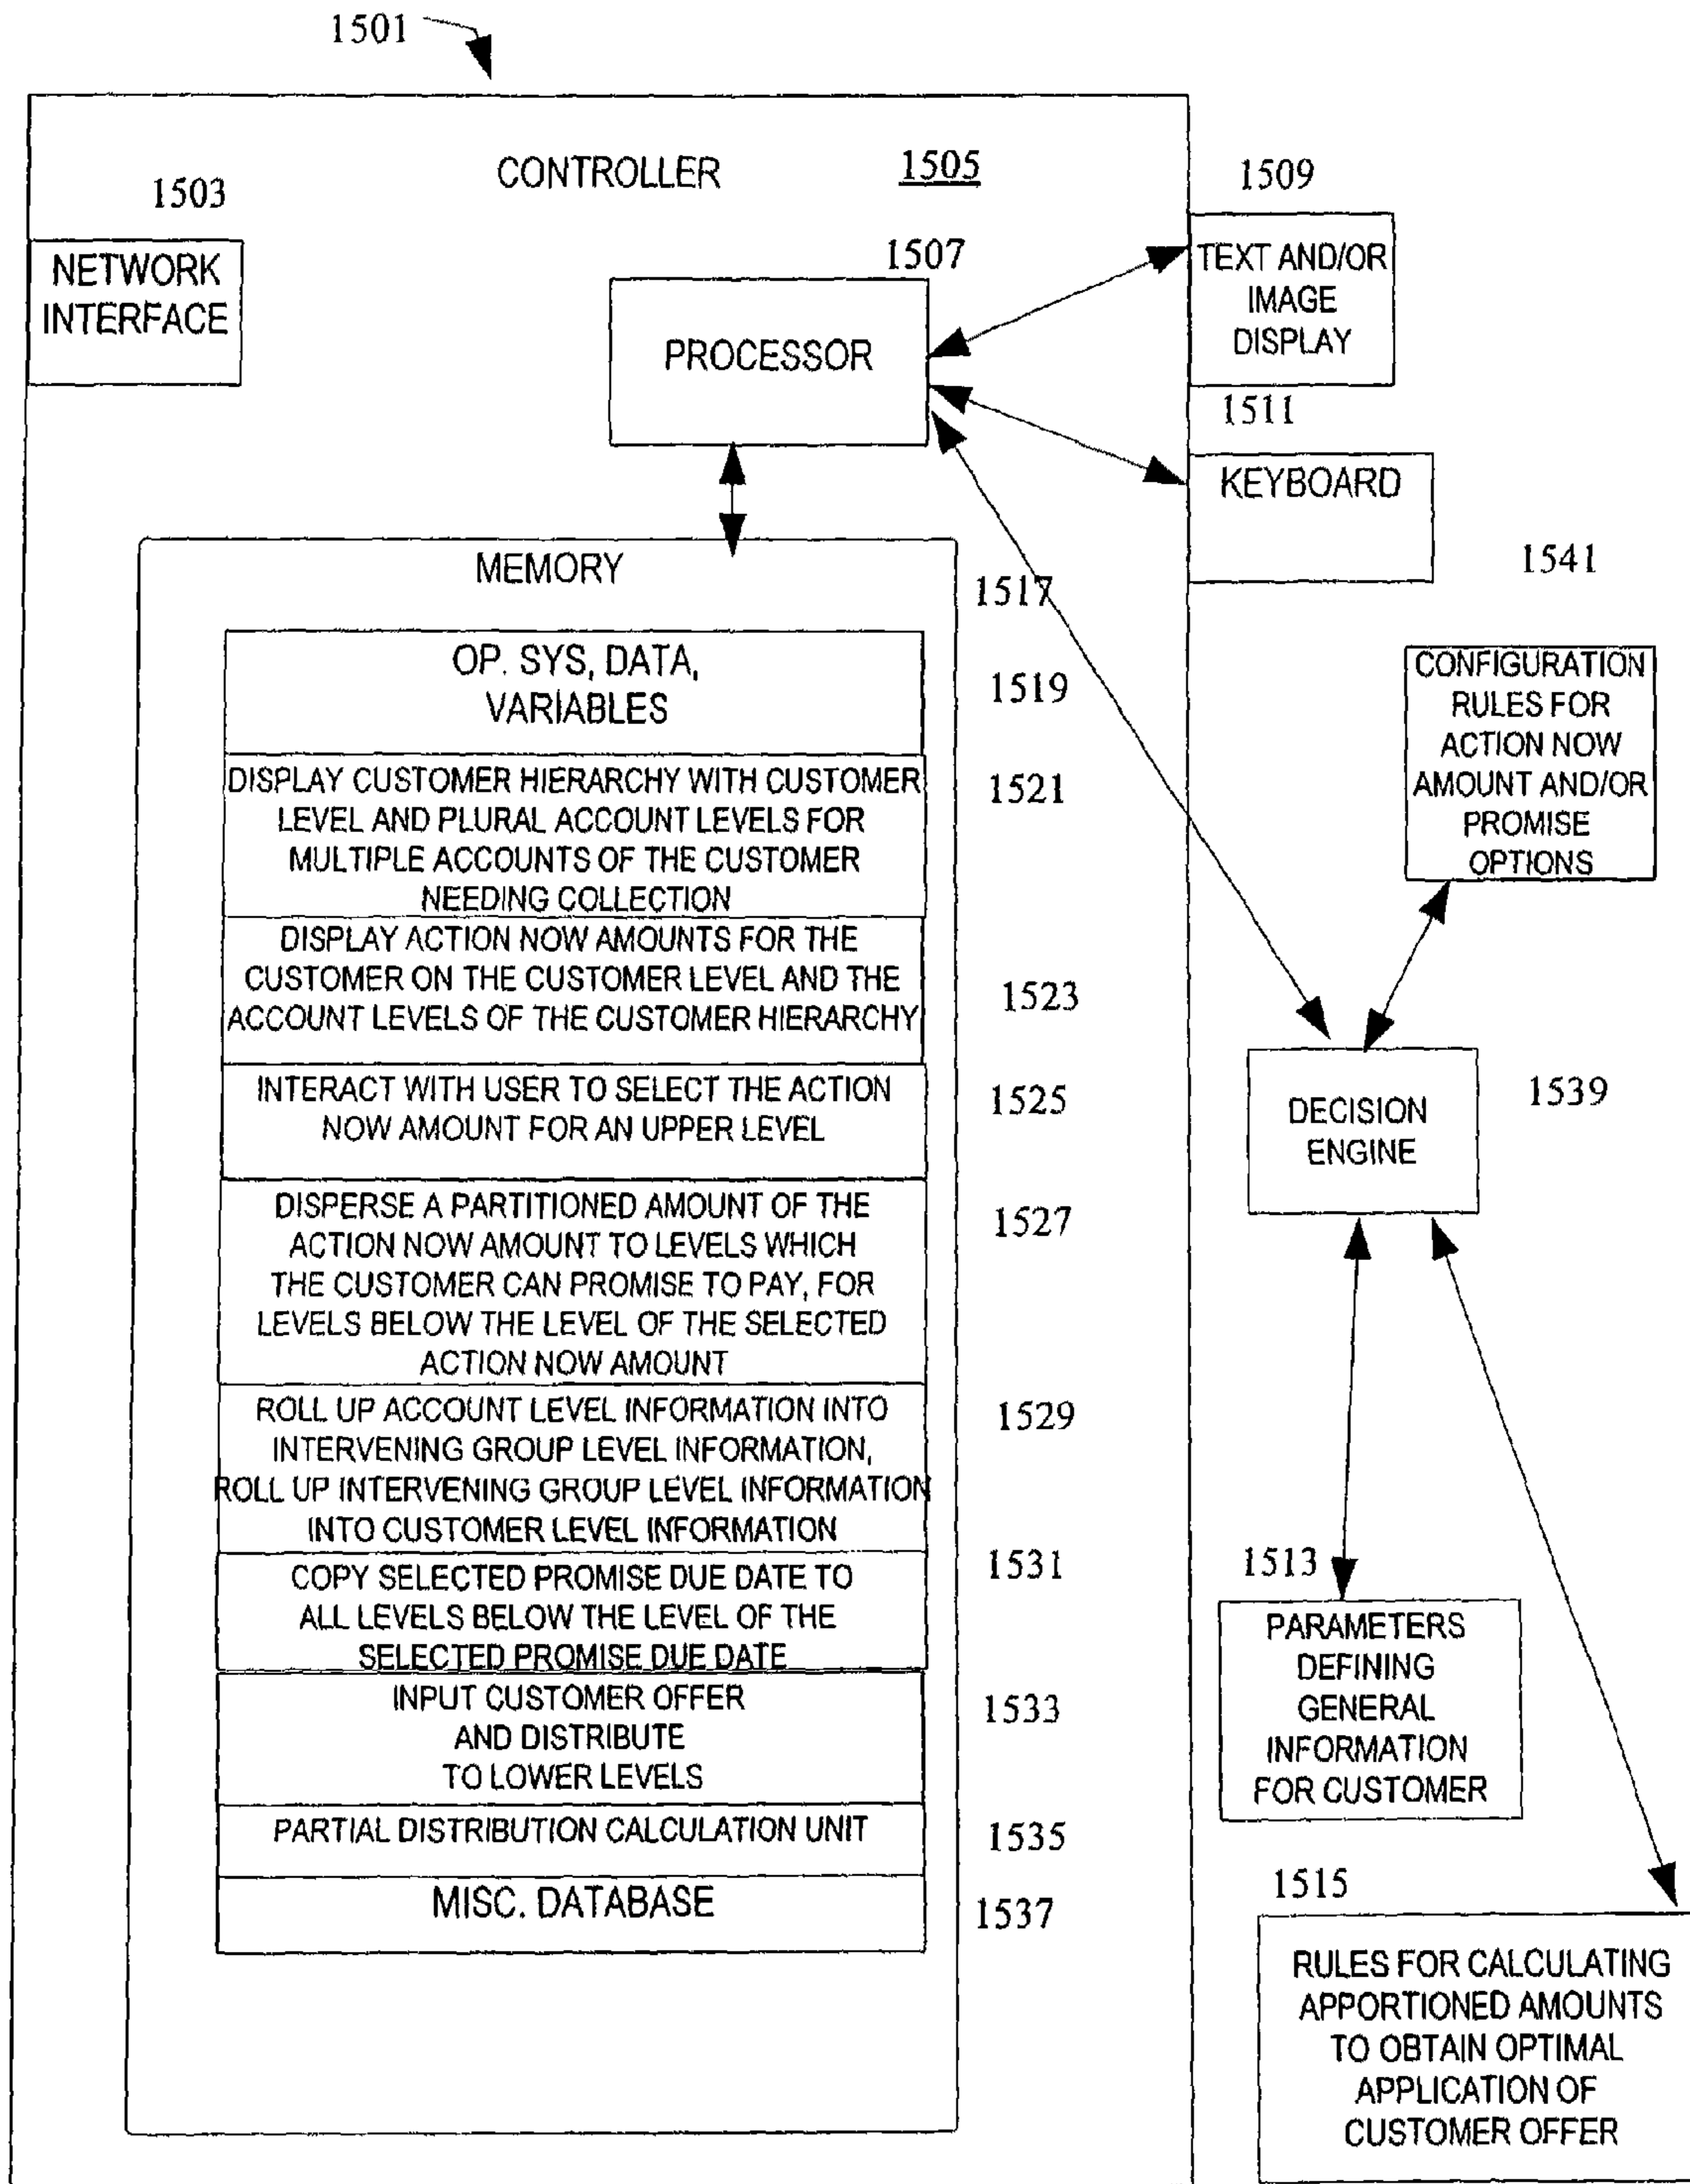 1501
CONTROLLER 1505
1503
NETWORK
INTERFACE
1507
PROCESSOR
1509
TEXT AND/OR
IMAGE
DISPLAY
1511
KEYBOARD
MEMORY
1517
OP. SYS, DATA,
VARIABLES
1519
DISPLAY CUSTOMER HIERARCHY WITH CUSTOMER
LEVEL AND PLURAL ACCOUNT LEVELS FOR
MULTIPLE ACCOUNTS OF THE CUSTOMER
NEEDING COLLECTION
1521
DISPLAY ACTION NOW AMOUNTS FOR THE
CUSTOMER ON THE CUSTOMER LEVEL AND THE
ACCOUNT LEVELS OF THE CUSTOMER HIERARCHY
1523
INTERACT WITH USER TO SELECT THE ACTION
NOW AMOUNT FOR AN UPPER LEVEL
1525
DISPERSE A PARTITIONED AMOUNT OF THE
ACTION NOW AMOUNT TO LEVELS WHICH
THE CUSTOMER CAN PROMISE TO PAY, FOR
LEVELS BELOW THE LEVEL OF THE SELECTED
ACTION NOW AMOUNT
1527
ROLL UP ACCOUNT LEVEL INFORMATION INTO
INTERVENING GROUP LEVEL INFORMATION,
ROLL UP INTERVENING GROUP LEVEL INFORMATION
INTO CUSTOMER LEVEL INFORMATION
1529
COPY SELECTED PROMISE DUE DATE TO
ALL LEVELS BELOW THE LEVEL OF THE
SELECTED PROMISE DUE DATE
1531
INPUT CUSTOMER OFFER
AND DISTRIBUTE
TO LOWER LEVELS
1533
PARTIAL DISTRIBUTION CALCULATION UNIT
1535
MISC. DATABASE
1537
1541
CONFIGURATION
RULES FOR
ACTION NOW
AMOUNT AND/OR
PROMISE
OPTIONS
DECISION
ENGINE
1539
1513
PARAMETERS
DEFINING
GENERAL
INFORMATION
FOR CUSTOMER
1515
RULES FOR CALCULATING
APPORTIONED AMOUNTS
TO OBTAIN OPTIMAL
APPLICATION OF
CUSTOMER OFFER